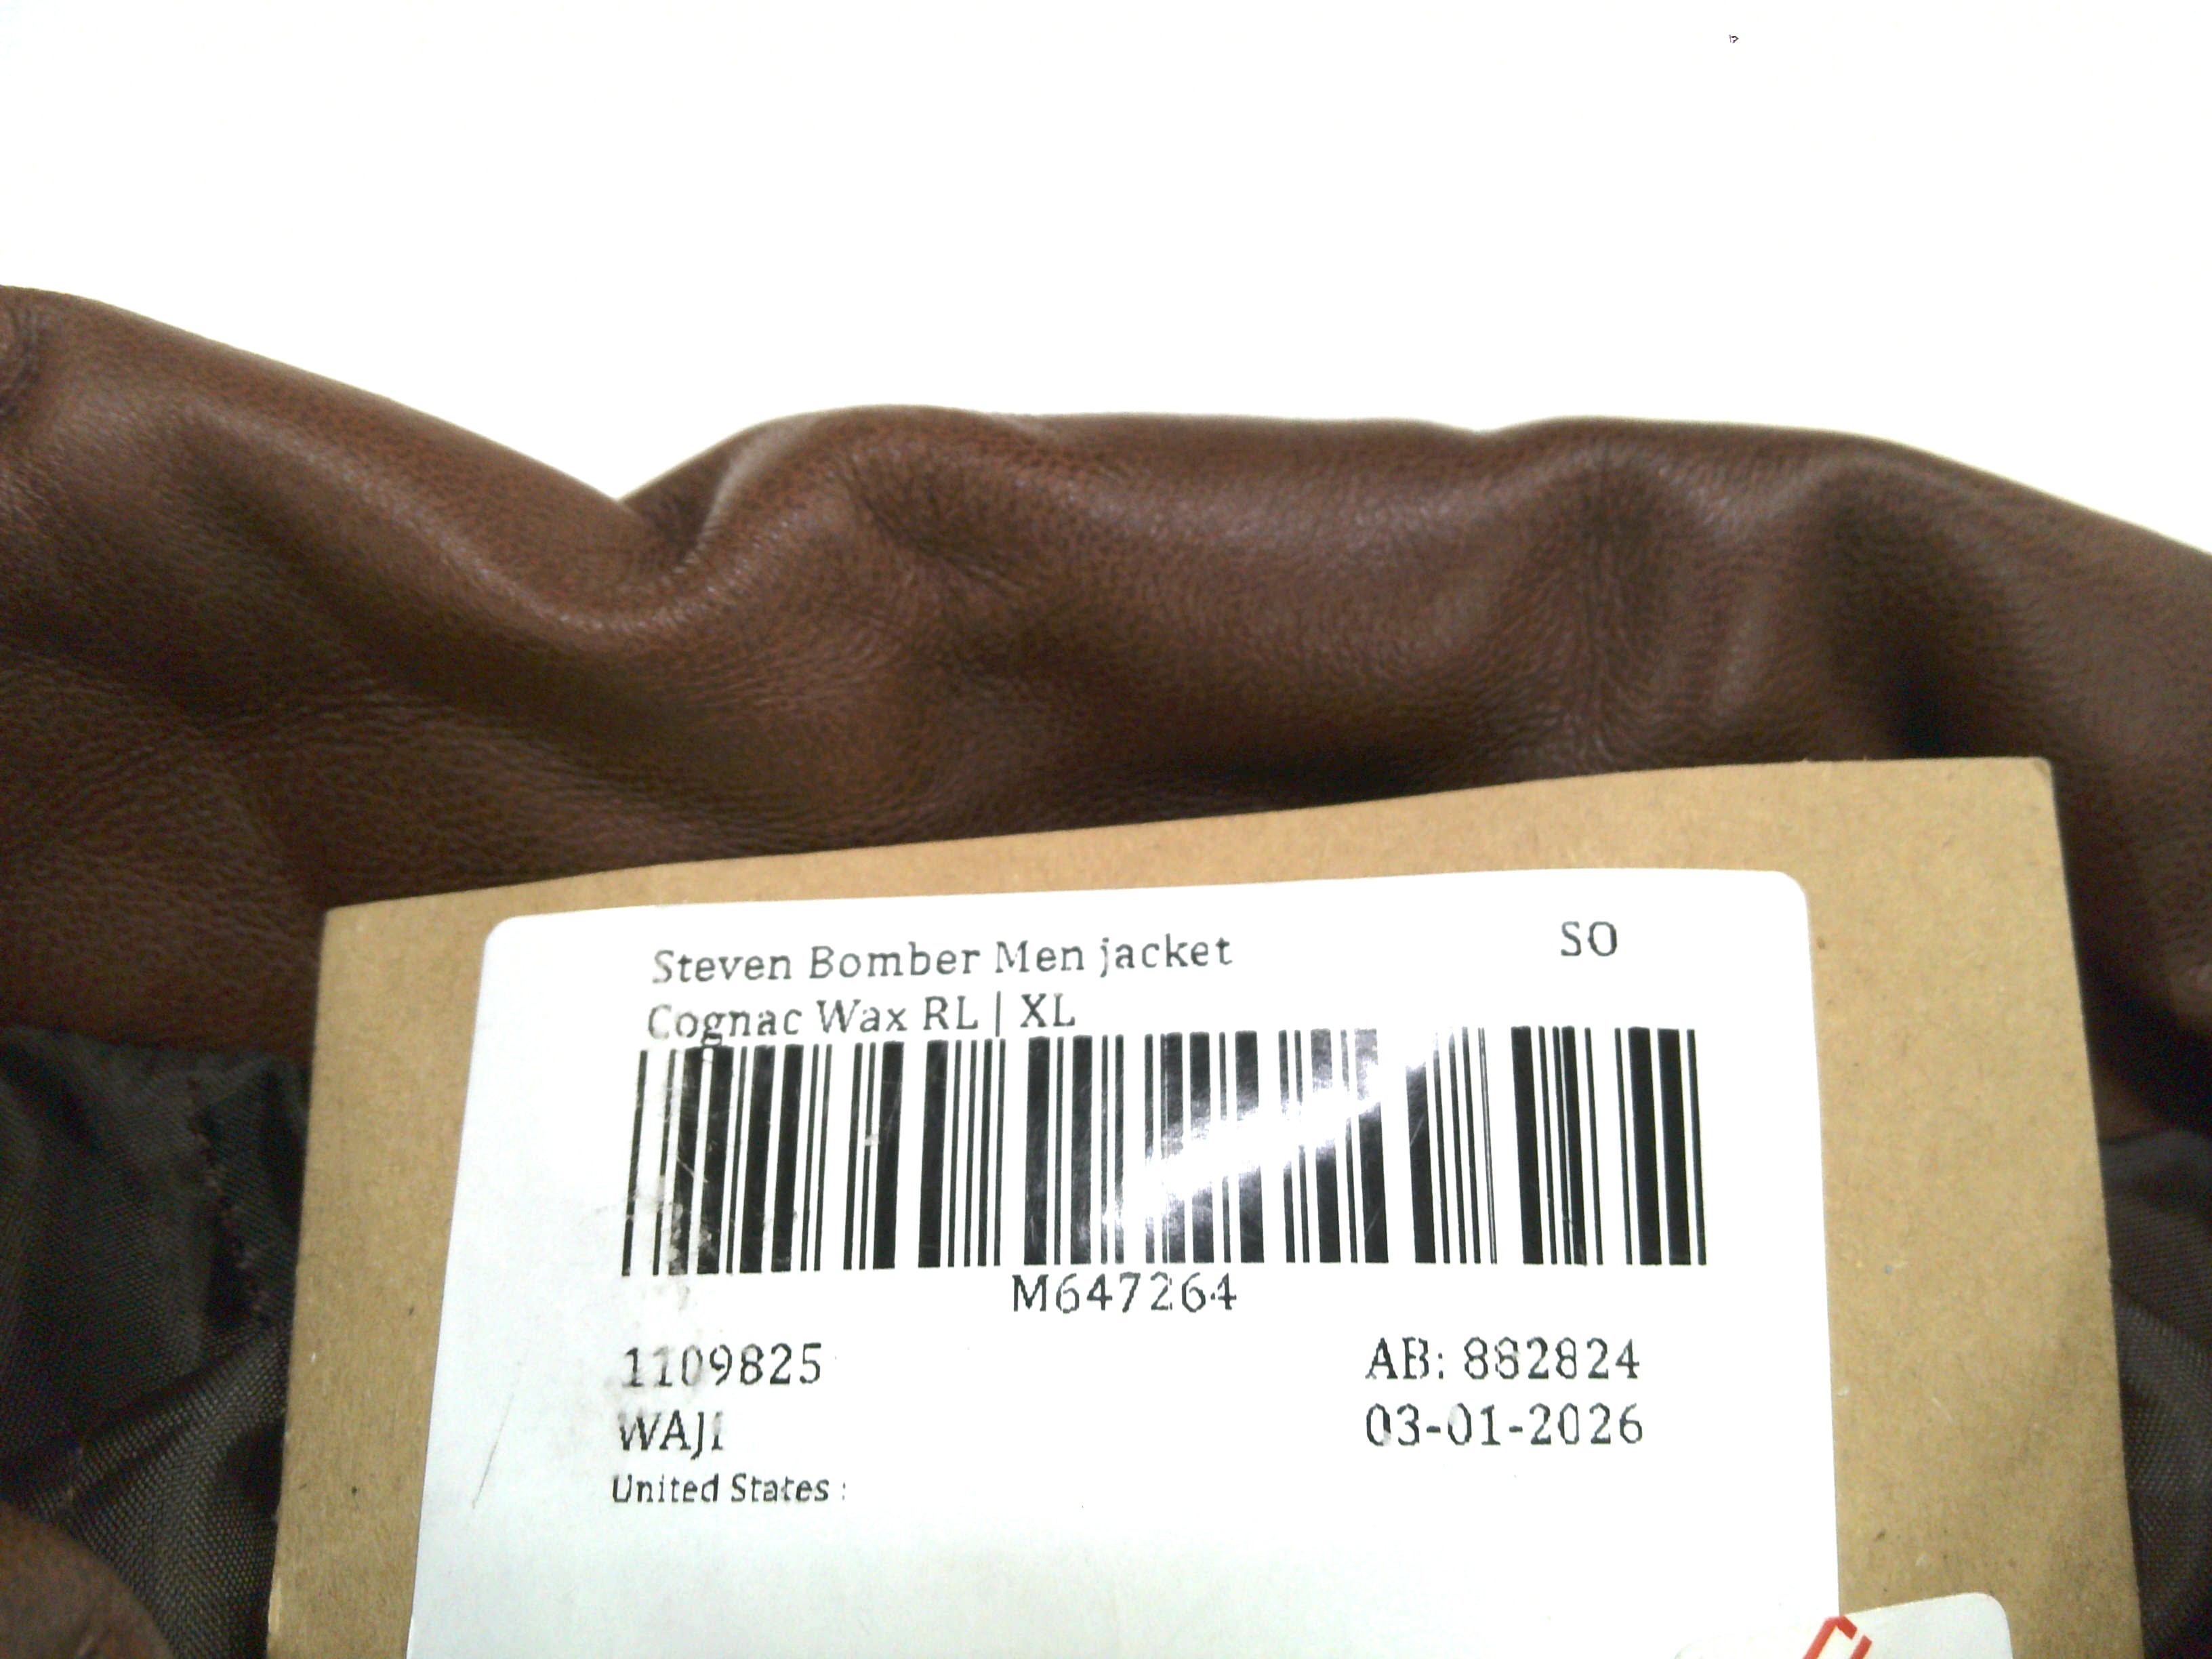 Steven Bomber Men jacket SO
Cognac Wax RL | XL
M647264
1109825 AB: 882824
WAJI 03-01-2026
United States :